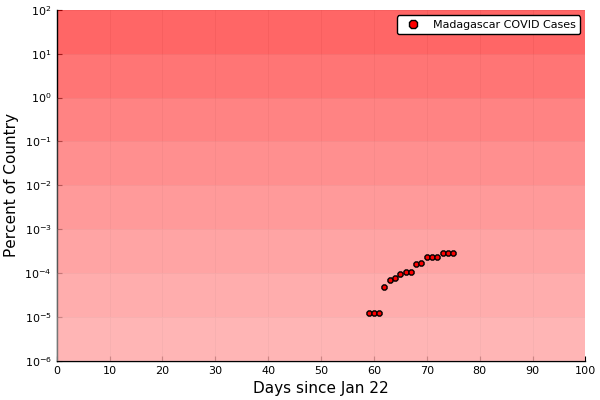 Madagascar COVID Cases
Percent of Country
10²
10¹
10⁰
10⁻¹
10⁻²
10⁻³
10⁻⁴
10⁻⁵
10⁻⁶
0 10 20 30 40 50 60 70 80 90 100
Days since Jan 22